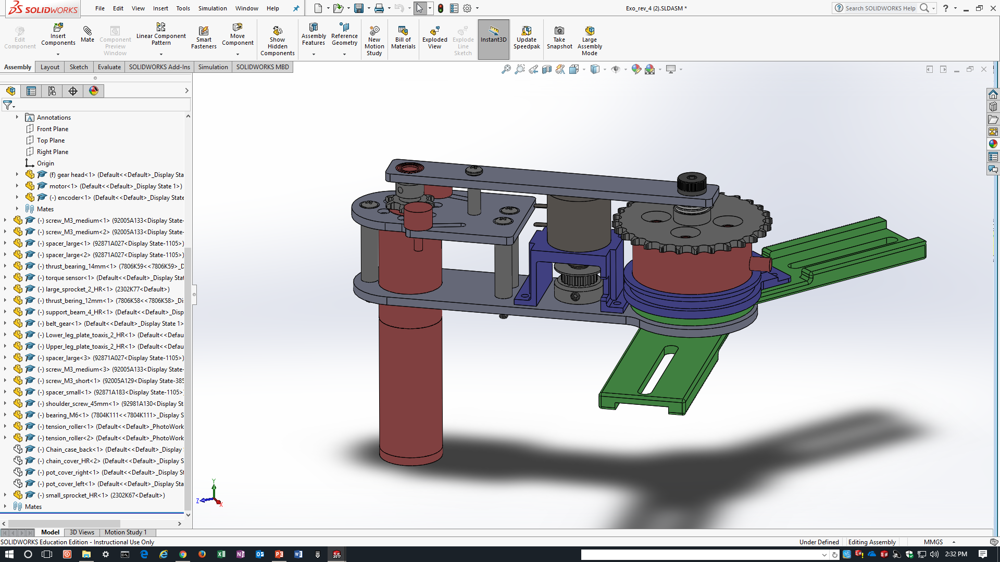 SOLIDWORKS
File Edit View Insert Tools Simulation Window Help
Exo_rev_4 (2).SLDASM *
Search SOLIDWORKS Help
Edit Component
Insert Components
Mate
Component Preview Window
Linear Component Pattern
Smart Fasteners
Move Component
Show Hidden Components
Assembly Features
Reference Geometry
New Motion Study
Bill of Materials
Exploded View
Explode Line Sketch
Instant3D
Update Speedpak
Take Snapshot
Large Assembly Mode
Assembly Layout Sketch Evaluate SOLIDWORKS Add-Ins Simulation SOLIDWORKS MBD
Annotations
Front Plane
Top Plane
Right Plane
Origin
(f) gear head<1> (Default<<Default>_Display Sta
motor<1> (Default<<Default>_Display State 1>)
(-) encoder<1> (Default<<Default>_Display State
Mates
(-) screw_M3_medium<1> (92005A133<Display State-
(-) screw_M3_medium<2> (92005A133<Display State-
(-) spacer_large<1> (92871A027<Display State-1105>)
(-) spacer_large<2> (92871A027<Display State-1105>)
(-) thrust_bearing_14mm<1> (7806K59<<7806K59>_D
(-) torque sensor<1> (Default<<Default>_Display Stat
(-) large_sprocket_2_HR<1> (2302K77<Default>)
(-) thrust_bering_12mm<1> (7806K58<<7806K58>_Di
(-) support_beam_4_HR<1> (Default<<Default>_Disp
(-) belt_gear<1> (Default<<Default>_Display State 1>
(-) Lower_leg_plate_toaxis_2_HR<1> (Default<<Defau
(-) Upper_leg_plate_toaxis_2_HR<1> (Default<<Defau
(-) spacer_large<3> (92871A027<Display State-1105>)
(-) screw_M3_medium<3> (92005A133<Display State-
(-) screw_M3_short<1> (92005A129<Display State-385
(-) spacer_small<1> (92871A183<Display State-1105>
(-) shoulder_screw_45mm<1> (92981A130<Display St
(-) bearing_M6<1> (7804K111<<7804K111>_Display S
(-) tension_roller<1> (Default<<Default>_PhotoWork
(-) tension_roller<2> (Default<<Default>_PhotoWork
(-) Chain_case_back<1> (Default<<Default>_Display
(-) chain_cover_HR<2> (Default<<Default>_Display S
(-) pot_cover_right<1> (Default<<Default>_Display St
(-) pot_cover_left<1> (Default<<Default>_Display Sta
(-) small_sprocket_HR<1> (2302K67<Default>)
Mates
Y
Z
X
Model 3D Views Motion Study 1
SOLIDWORKS Education Edition - Instructional Use Only
Under Defined Editing Assembly MMGS
2:32 PM